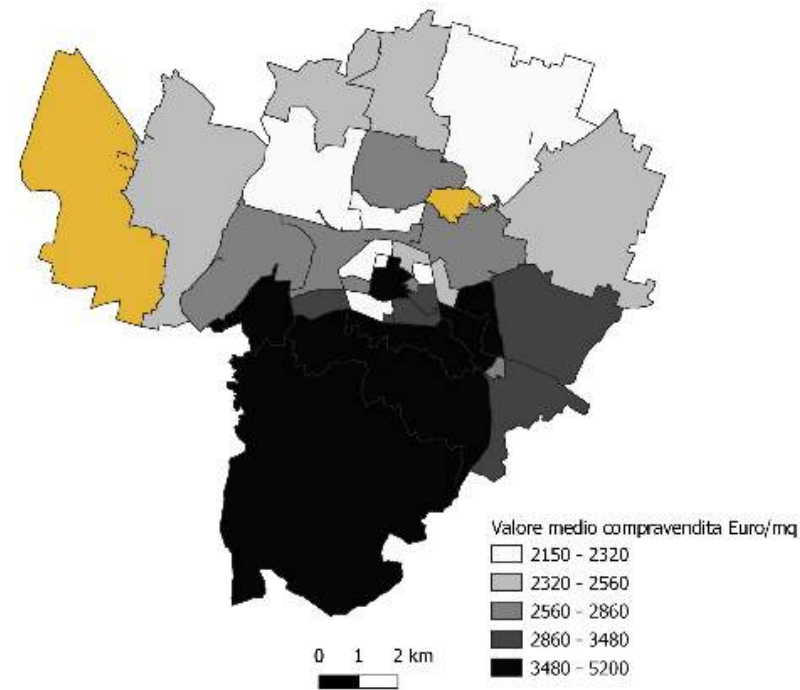 Valore medio compravendita Euro/mq
2150 - 2320
2320 - 2560
2560 - 2860
2860 - 3480
3480 - 5200
0 1 2 km